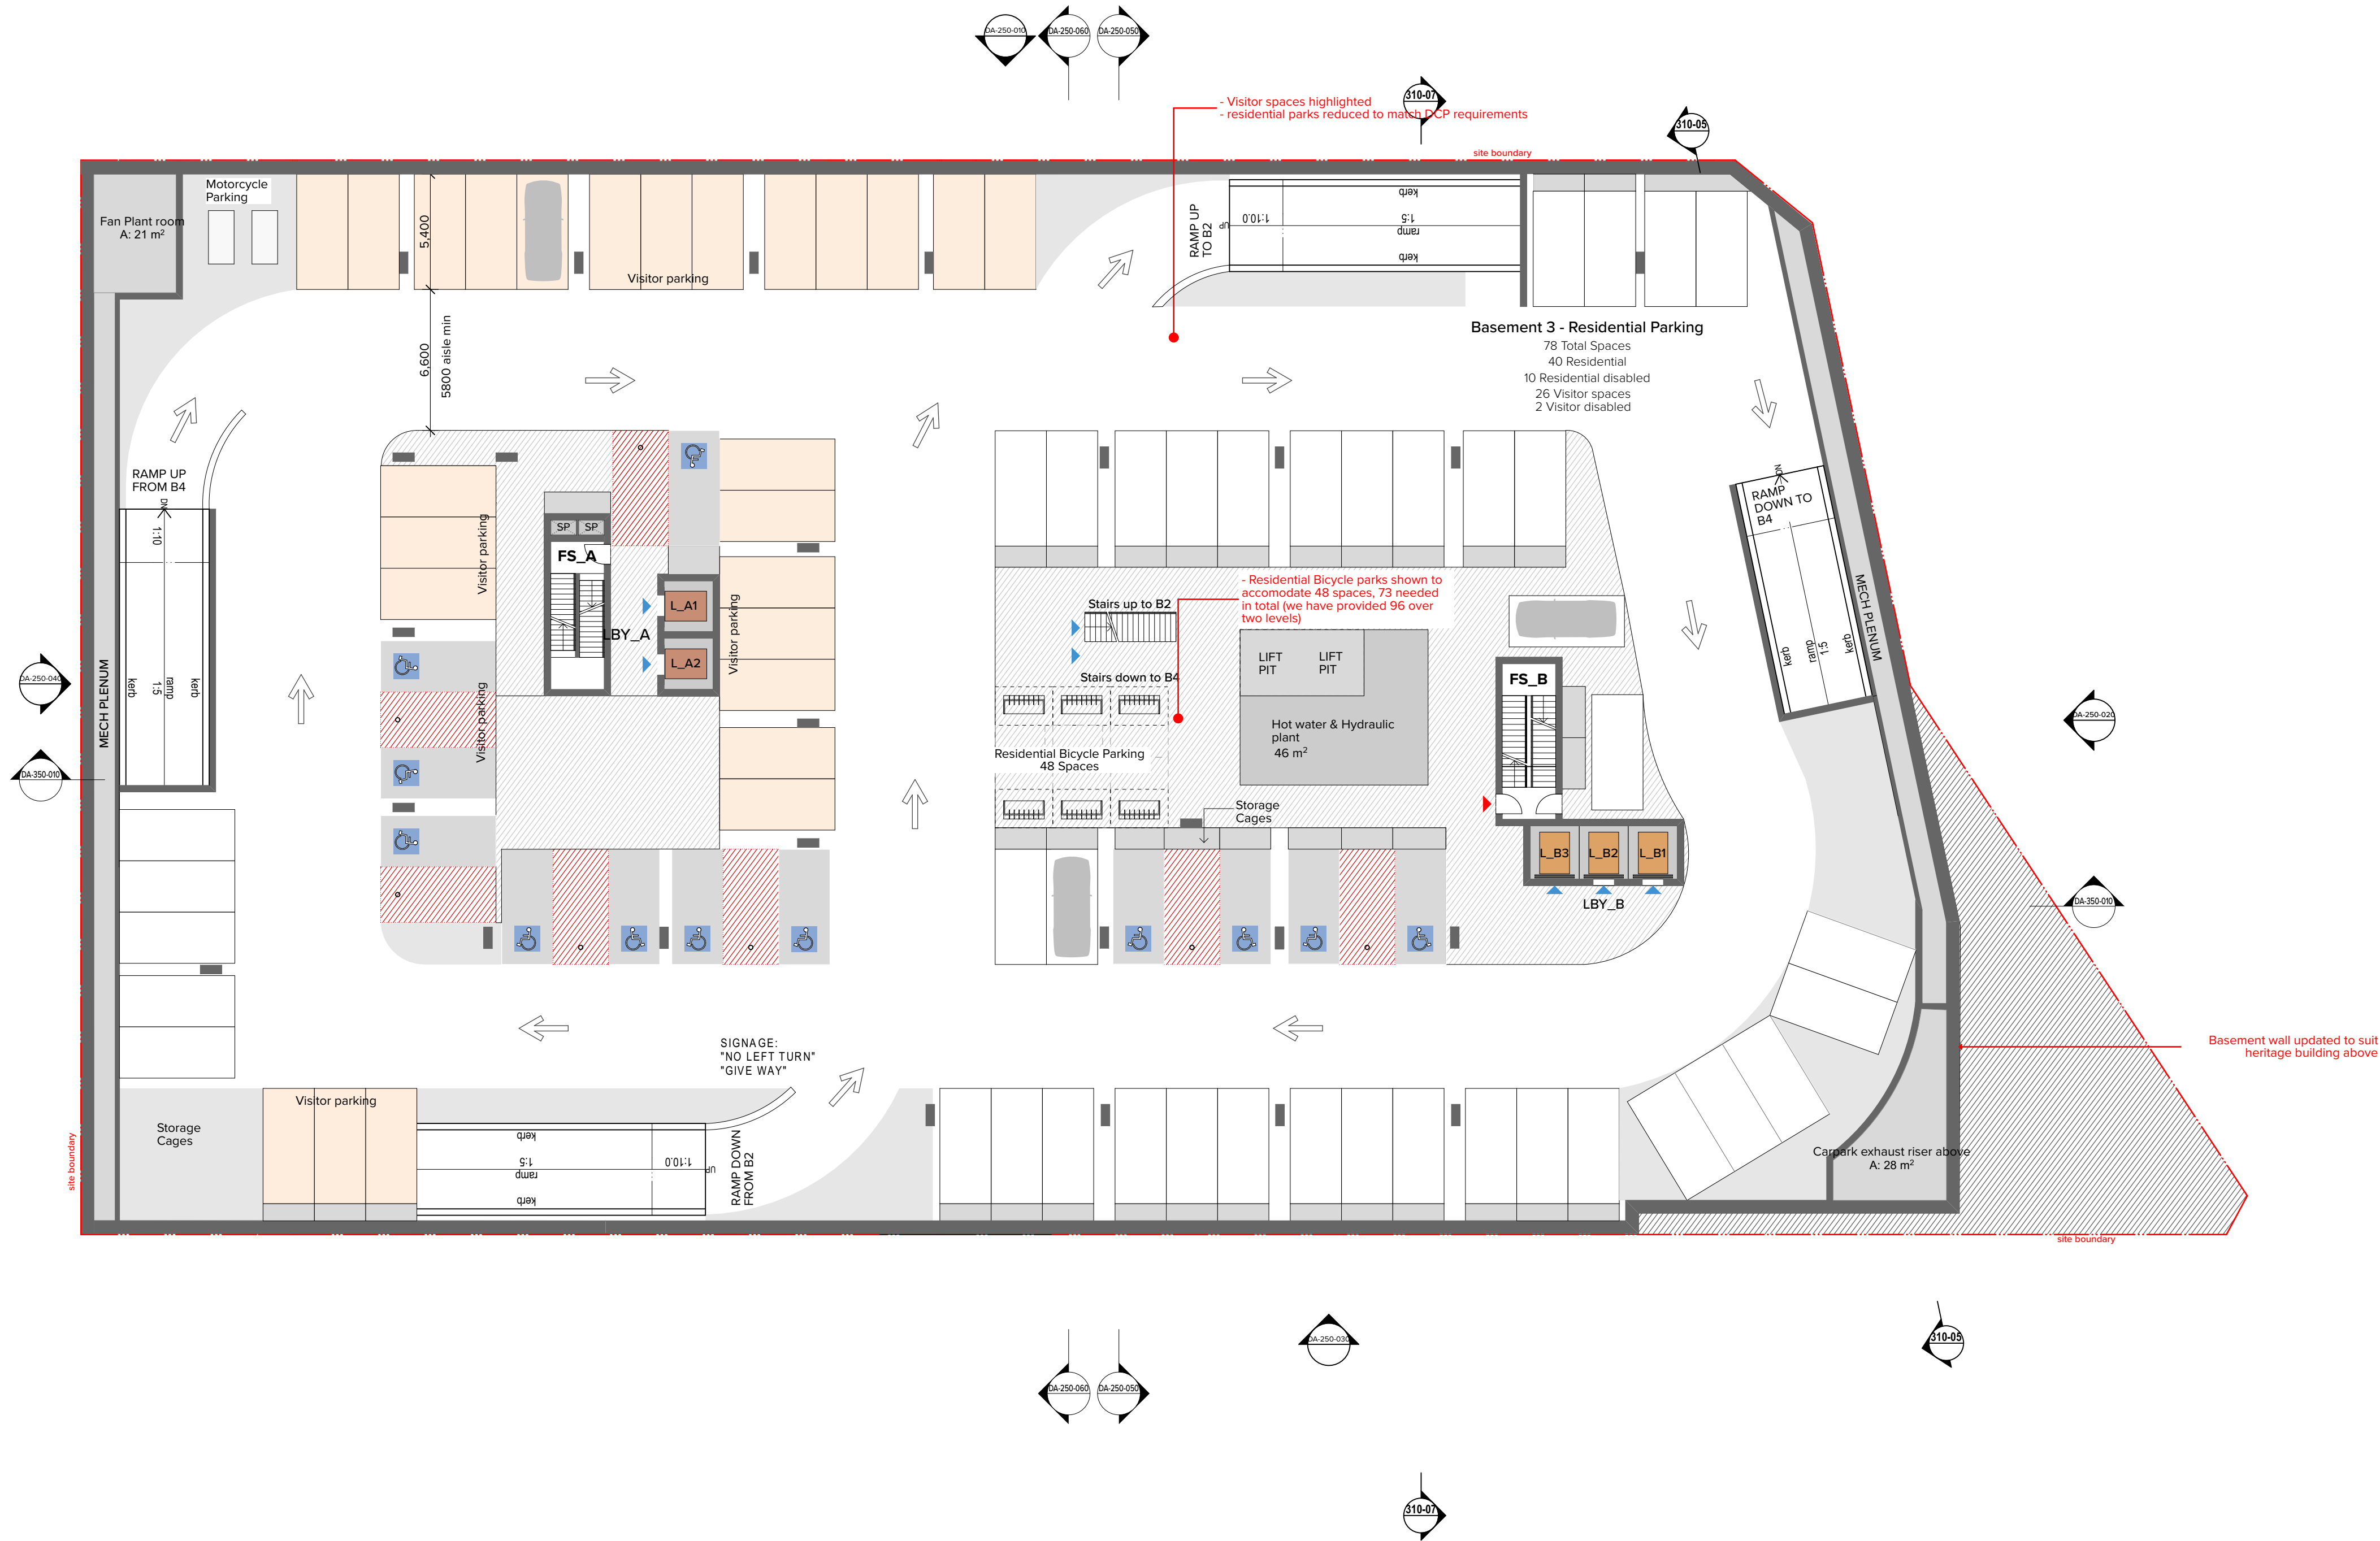 DA-250-010
DA-250-060
DA-250-050
- Visitor spaces highlighted
- residential parks reduced to match DCP requirements
310-07
310-05
site boundary
Motorcycle
Parking
Fan Plant room
A: 21 m²
5,400
Visitor parking
RAMP UP
TO B2
UP
1:10.0
kerb
1:5
ramp
kerb
6,600
5800 aisle min
Basement 3 - Residential Parking
78 Total Spaces
40 Residential
10 Residential disabled
26 Visitor spaces
2 Visitor disabled
RAMP UP
FROM B4
DN
1:10
kerb
1:5
ramp
kerb
MECH PLENUM
Visitor parking
Visitor parking
SP
SP
FS_A
L_A1
LBY_A
L_A2
Visitor parking
- Residential Bicycle parks shown to
accomodate 48 spaces, 73 needed
in total (we have provided 96 over
two levels)
Stairs up to B2
Stairs down to B4
LIFT
PIT
LIFT
PIT
Hot water & Hydraulic
plant
46 m²
Residential Bicycle Parking
48 Spaces
Storage
Cages
FS_B
L_B3
L_B2
L_B1
LBY_B
DN
RAMP
DOWN TO
B4
kerb
ramp
1:5
kerb
MECH PLENUM
DA-250-040
DA-350-010
DA-250-020
DA-350-010
SIGNAGE:
"NO LEFT TURN"
"GIVE WAY"
Basement wall updated to suit
heritage building above
Visitor parking
Storage
Cages
kerb
1:5
ramp
kerb
1:10.0
UP
RAMP DOWN
FROM B2
Carpark exhaust riser above
A: 28 m²
site boundary
site boundary
DA-250-030
310-05
DA-250-060
DA-250-050
310-07